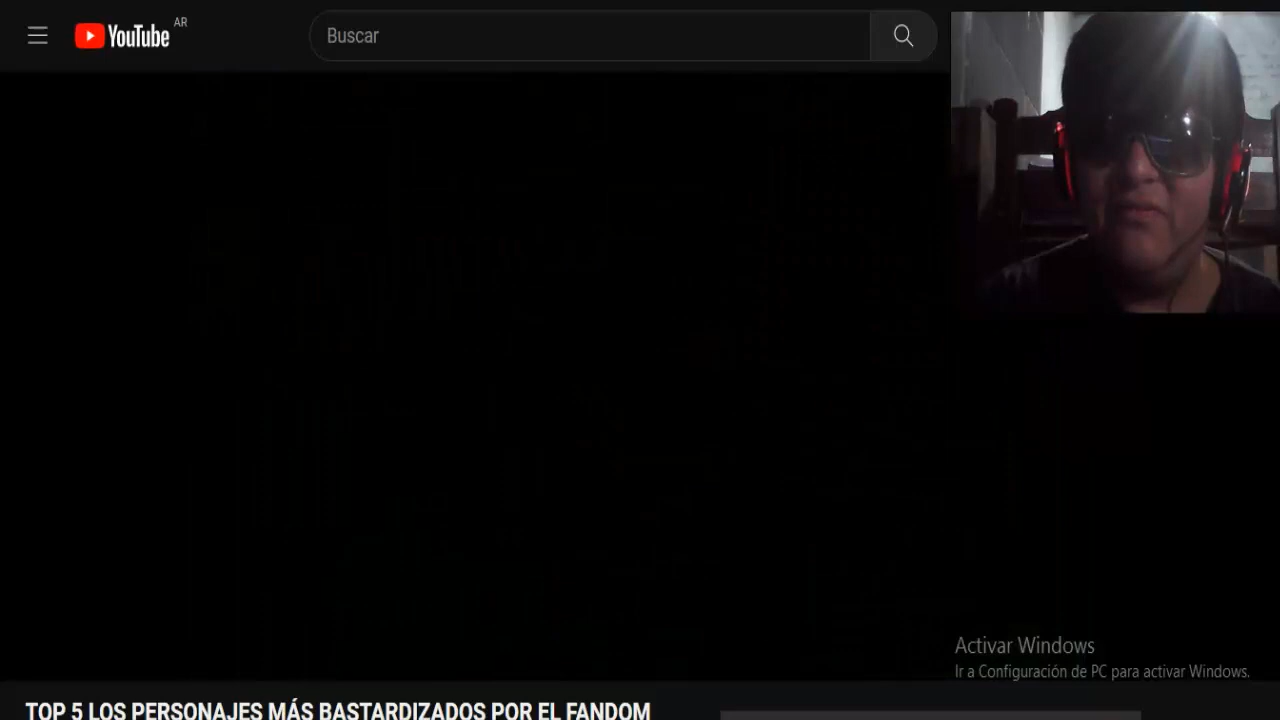 AR
YouTube
Buscar
Activar Windows
Ir a Configuración de PC para activar Windows.
TOP 5 LOS PERSONAJES MÁS BASTARDIZADOS POR EL FANDOM